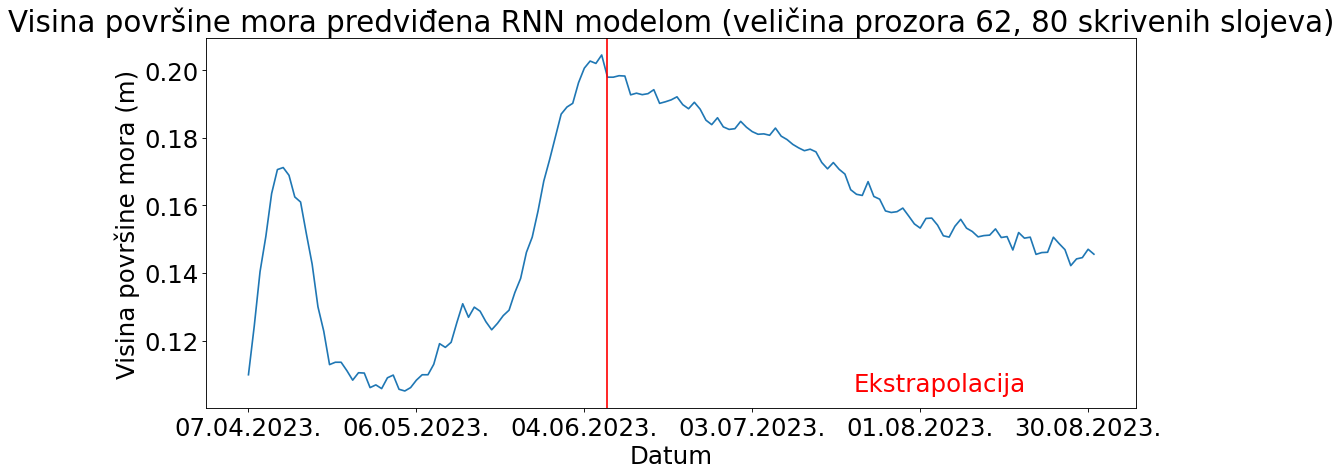 Visina površine mora predviđena RNN modelom (veličina prozora 62, 80 skrivenih slojeva)
Visina površine mora (m)
0.20
0.18
0.16
0.14
0.12
Ekstrapolacija
07.04.2023. 06.05.2023. 04.06.2023. 03.07.2023. 01.08.2023. 30.08.2023.
Datum